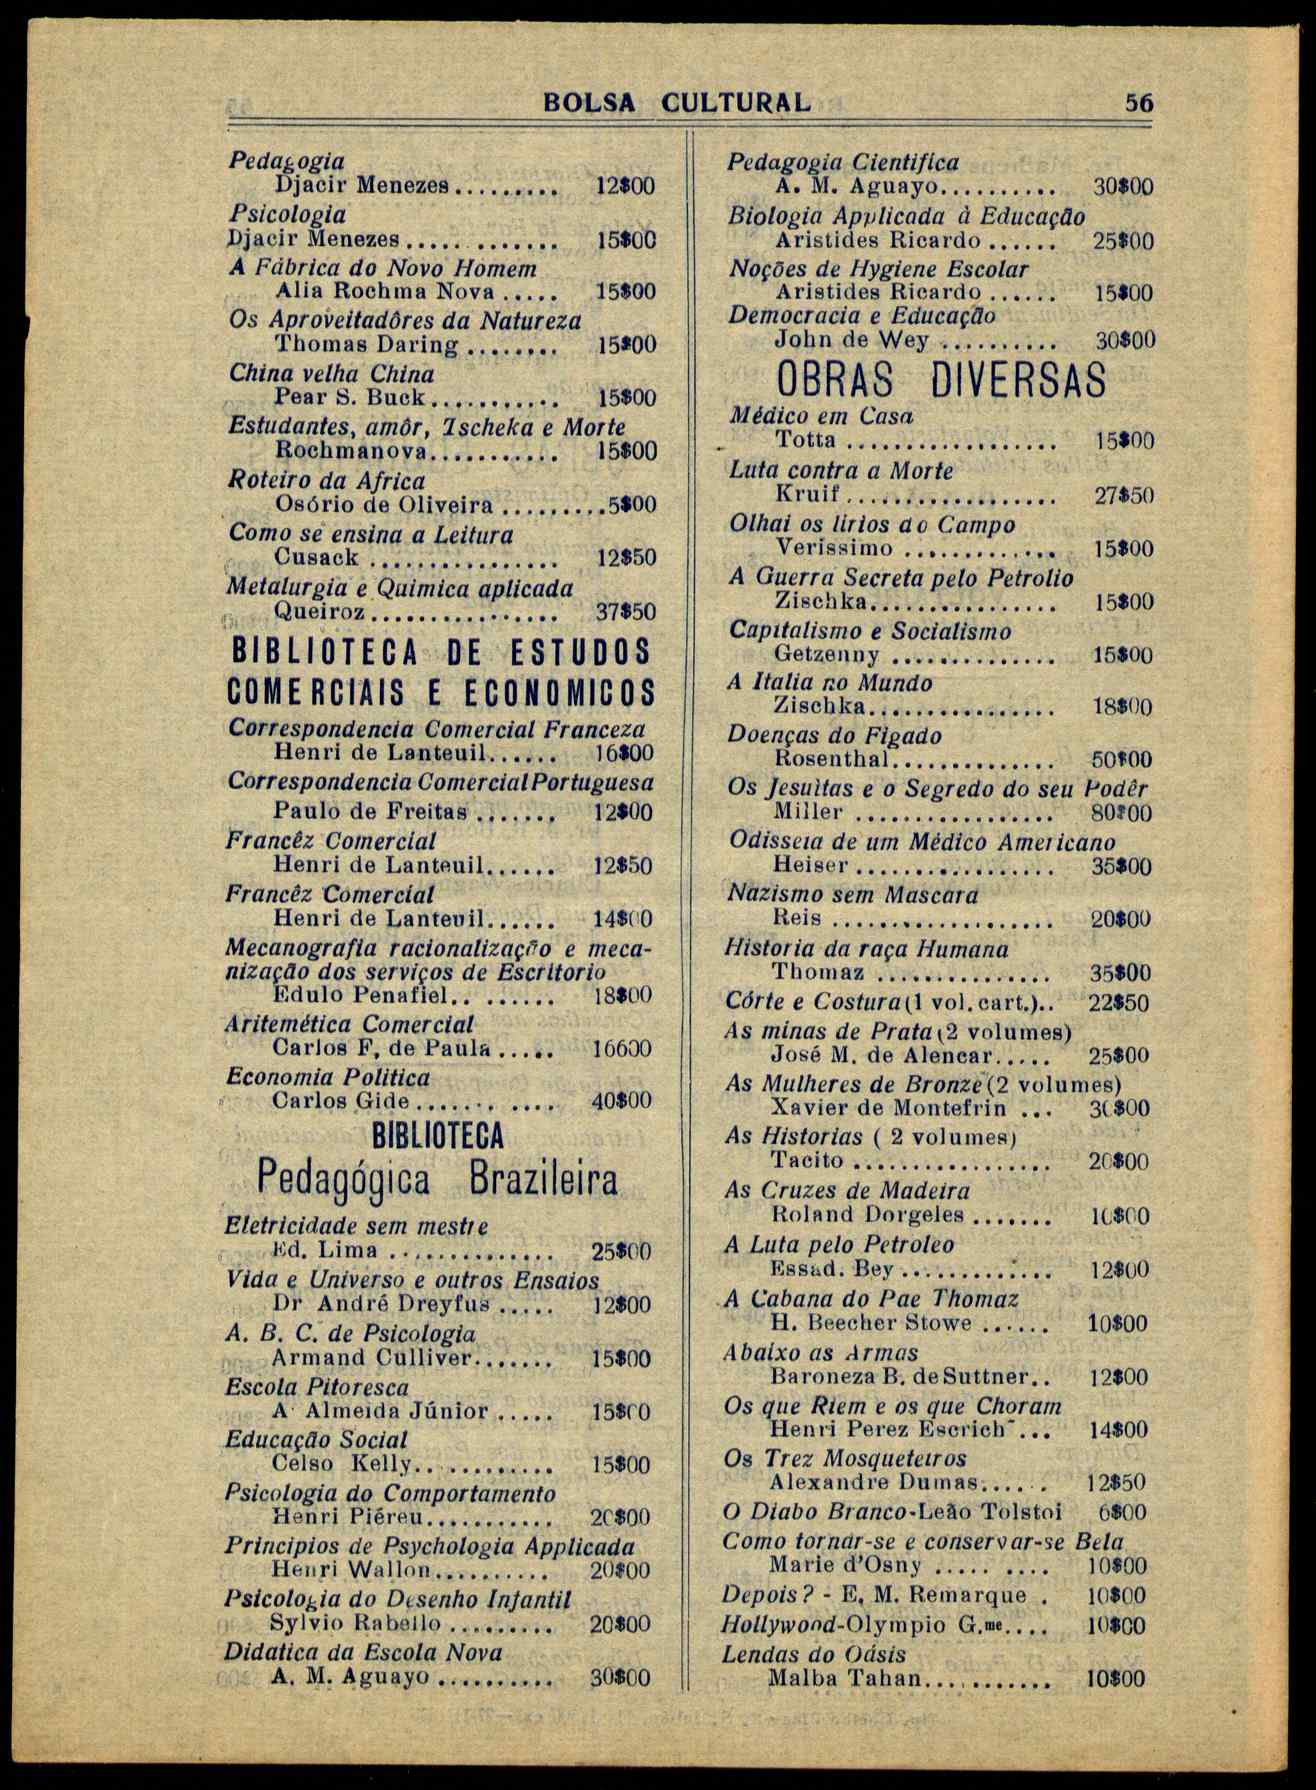 BOLSA CULTURAL 56
Pedagogia
Djacir Menezes......... 12$00
Psicologia
Djacir Menezes..... ....... 15$00
A Fábrica do Novo Homem
Alia Rochma Nova ..... 15$00
Os Aproveitadôres da Natureza
Thomas Daring ........ 15$00
China velha China
Pear S. Buck........... 15$00
Estudantes, amôr, Tscheka e Morte
Rochmanova........... 15$00
Roteiro da Africa
Osório de Oliveira .........5$00
Como se ensina a Leitura
Cusack ................ 12$50
Metalurgia e Quimica aplicada
Queiroz................ 37$50
BIBLIOTECA DE ESTUDOS
COMERCIAIS E ECONOMICOS
Correspondencia Comercial Franceza
Henri de Lanteuil...... 16$00
Correspondencia Comercial Portuguesa
Paulo de Freitas ....... 12$00
Francêz Comercial
Henri de Lanteuil...... 12$50
Francêz Comercial
Henri de Lanteuil...... 14$00
Mecanografia racionalização e meca-
nização dos serviços de Escritorio
Edulo Penafiel.. ...... 18$00
Aritemética Comercial
Carlos F. de Paula ..... 16600
Economia Politica
Carlos Gide ....... .... 40$00
BIBLIOTECA
Pedagógica Brazileira
Eletricidade sem mestre
Ed. Lima .............. 25$00
Vida e Universo e outros Ensaios
Dr André Dreyfus ..... 12$00
A. B. C. de Psicologia
Armand Culliver....... 15$00
Escola Pitoresca
A. Almeida Júnior ..... 15$00
Educação Social
Celso Kelly............ 15$00
Psicologia do Comportamento
Henri Piéreu........... 20$00
Principios de Psychologia Applicada
Henri Wallon.......... 20$00
Psicologia do Desenho Infantil
Sylvio Rabello ......... 20$00
Didatica da Escola Nova
A. M. Aguayo .......... 30$00
Pedagogia Cientifica
A. M. Aguayo.......... 30$00
Biologia Applicada à Educação
Aristides Ricardo ...... 25$00
Noções de Hygiene Escolar
Aristides Ricardo ...... 15$00
Democracia e Educação
John de Wey .......... 30$00
OBRAS DIVERSAS
Médico em Casa
Totta .................. 15$00
Luta contra a Morte
Kruif.................. 27$50
Olhai os lirios do Campo
Verissimo ............. 15$00
A Guerra Secreta pelo Petrolio
Zischka................ 15$00
Capitalismo e Socialismo
Getzenny .............. 15$00
A Italia no Mundo
Zischka................ 18$00
Doenças do Figado
Rosenthal.............. 50$00
Os Jesuitas e o Segredo do seu Podêr
Miller ................. 80$00
Odisseia de um Médico Americano
Heiser ................. 35$00
Nazismo sem Mascara
Reis ................... 20$00
Historia da raça Humana
Thomaz ............... 35$00
Córte e Costura (1 vol. cart.).. 22$50
As minas de Prata (2 volumes)
José M. de Alencar..... 25$00
As Mulheres de Bronze (2 volumes)
Xavier de Montefrin ... 30$00
As Historias ( 2 volumes)
Tacito ................. 20$00
As Cruzes de Madeira
Roland Dorgeles ....... 10$00
A Luta pelo Petroleo
Essad. Bey ............. 12$00
A Cabana do Pae Thomaz
H. Beecher Stowe ...... 10$00
Abaixo as Armas
Baroneza B. de Suttner.. 12$00
Os que Riem e os que Choram
Henri Perez Escrich ... 14$00
Os Trez Mosqueteiros
Alexandre Dumas...... 12$50
O Diabo Branco-Leão Tolstoi 6$00
Como tornar-se e conservar-se Bela
Marie d'Osny ..... .... 10$00
Depois ? - E. M. Remarque . 10$00
Hollywood-Olympio G.me.... 10$00
Lendas do Oásis
Malba Tahan........... 10$00